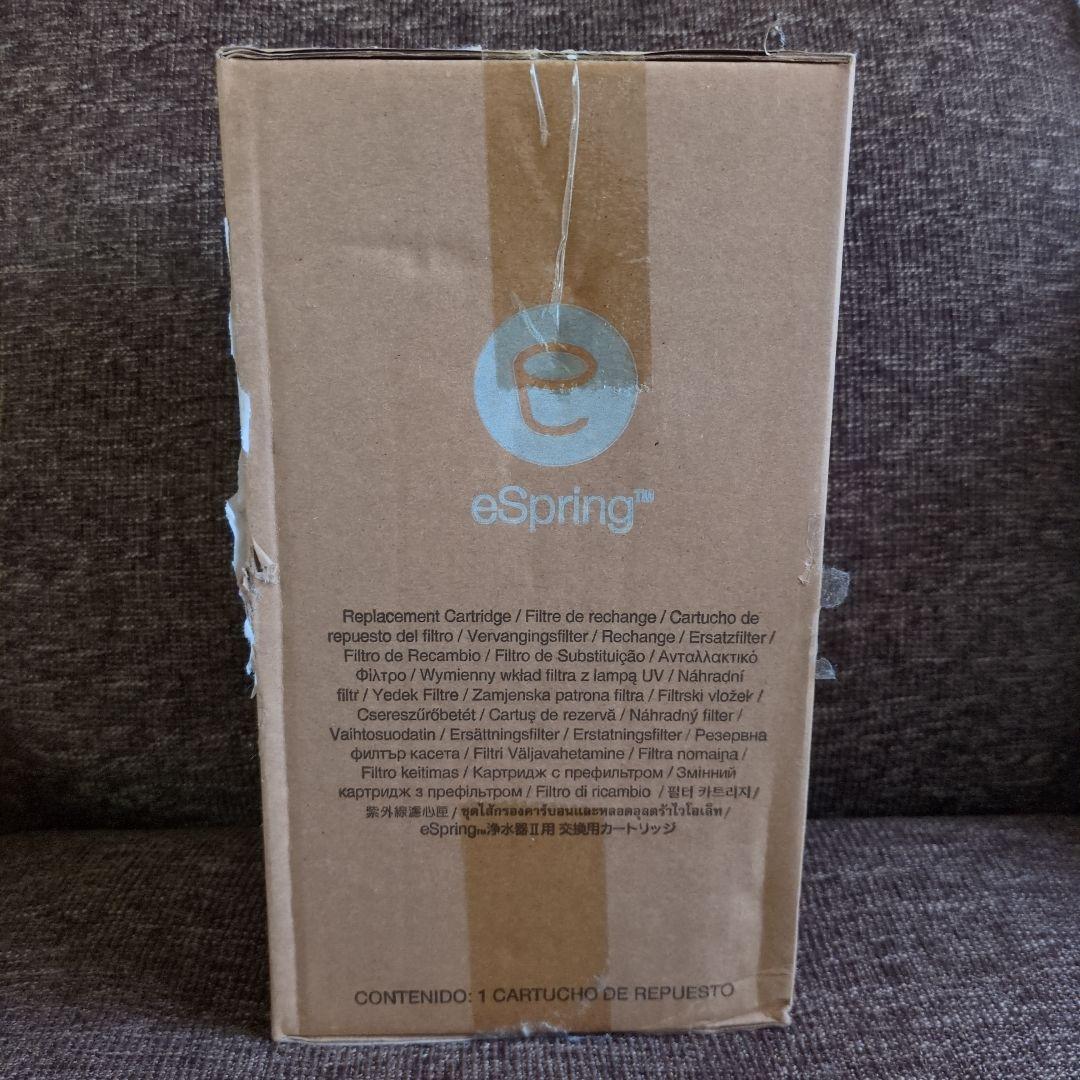 e
eSpring™
Replacement Cartridge / Filtre de rechange / Cartucho de
repuesto del filtro / Vervangingsfilter / Rechange / Ersatzfilter /
Filtro de Recambio / Filtro de Substituição / Ανταλλακτικό
Φίλτρο / Wymienny wkład filtra z lampą UV / Náhradní
filtr / Yedek Filtre / Zamjenska patrona filtra / Filtrski vložek /
Csereszűrőbetét / Cartuş de rezervă / Náhradný filter /
Vaihtosuodatin / Ersättningsfilter / Erstatningsfilter / Резервна
филтър касета / Filtri Väljavahetamine / Filtra nomaiņa /
Filtro keitimas / Картридж с префильтром / Змінний
картридж з префільтром / Filtro di ricambio / 필터 카트리지 /
紫外線濾心匣 / ชุดไส้กรองคาร์บอนและหลอดอุลตร้าไวโอเล็ท /
eSpring™浄水器Ⅱ用 交換用カートリッジ
CONTENIDO: 1 CARTUCHO DE REPUESTO